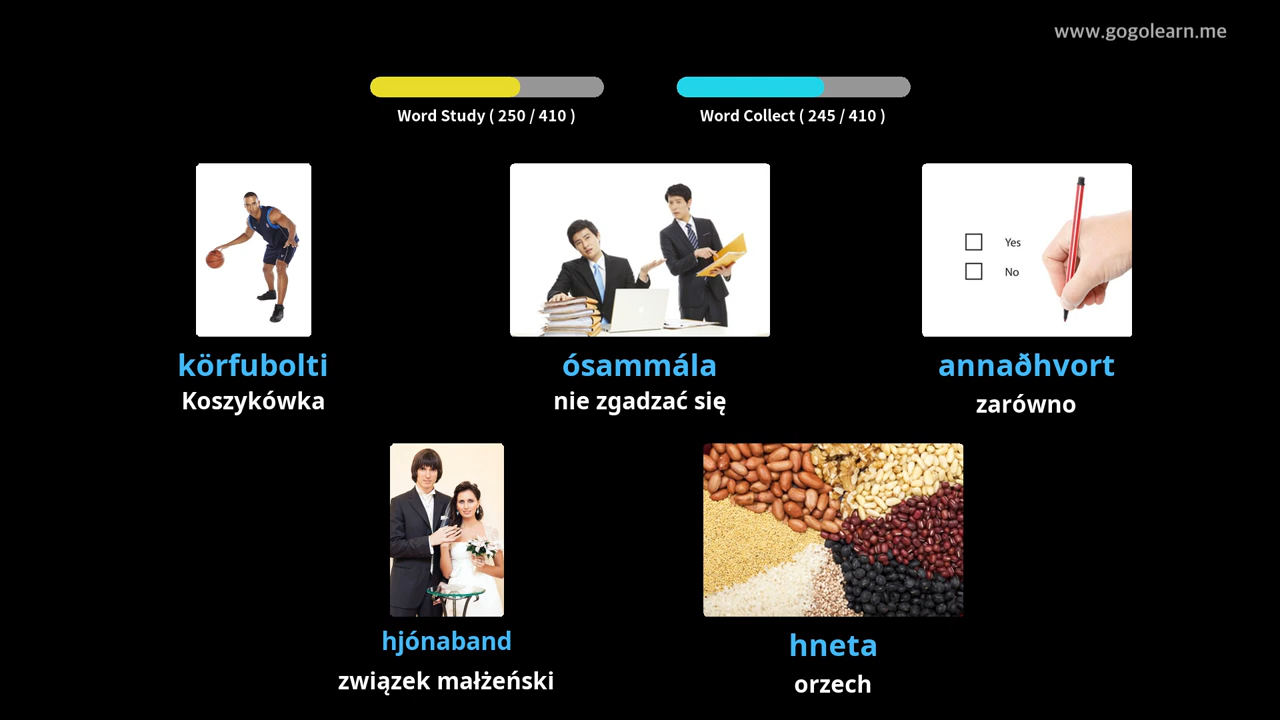 www.gogolearn.me
Word Study ( 250 / 410 )
Word Collect ( 245 / 410 )
Yes
No
körfubolti
Koszykówka
ósammála
nie zgadzać się
annaðhvort
zarówno
hjónaband
związek małżeński
hneta
orzech